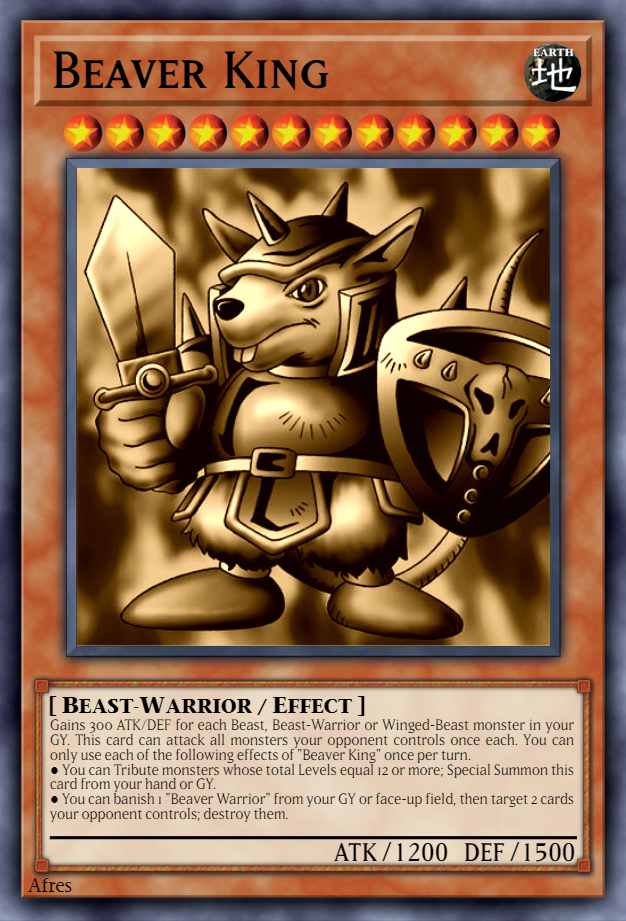 Beaver King
EARTH
地
[ Beast-Warrior / Effect ]
Gains 300 ATK/DEF for each Beast, Beast-Warrior or Winged-Beast monster in your
GY. This card can attack all monsters your opponent controls once each. You can
only use each of the following effects of "Beaver King" once per turn.
● You can Tribute monsters whose total Levels equal 12 or more; Special Summon this
card from your hand or GY.
● You can banish 1 "Beaver Warrior" from your GY or face-up field, then target 2 cards
your opponent controls; destroy them.
ATK/1200 DEF/1500
Afres